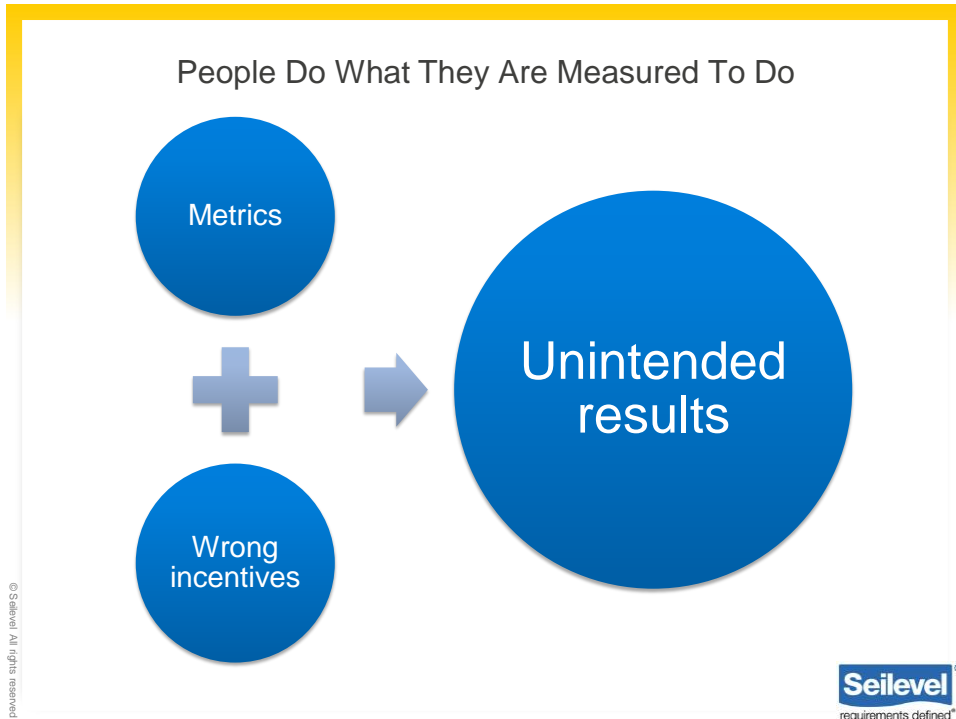 People Do What They Are Measured To Do
Metrics
Unintended
results
Wrong
incentives
© Seilevel All rights reserved
Seilevel
requirements defined®